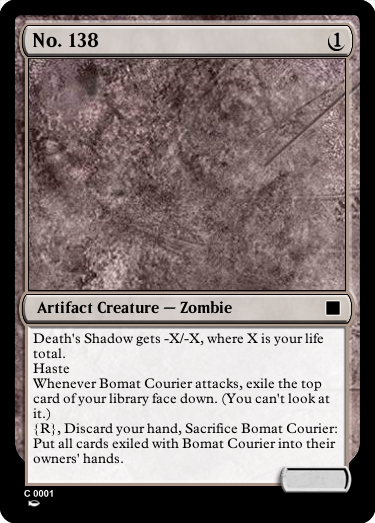 No. 138
1
Artifact Creature — Zombie
Death's Shadow gets -X/-X, where X is your life
total.
Haste
Whenever Bomat Courier attacks, exile the top
card of your library face down. (You can't look at
it.)
{R}, Discard your hand, Sacrifice Bomat Courier:
Put all cards exiled with Bomat Courier into their
owners' hands.
C 0001